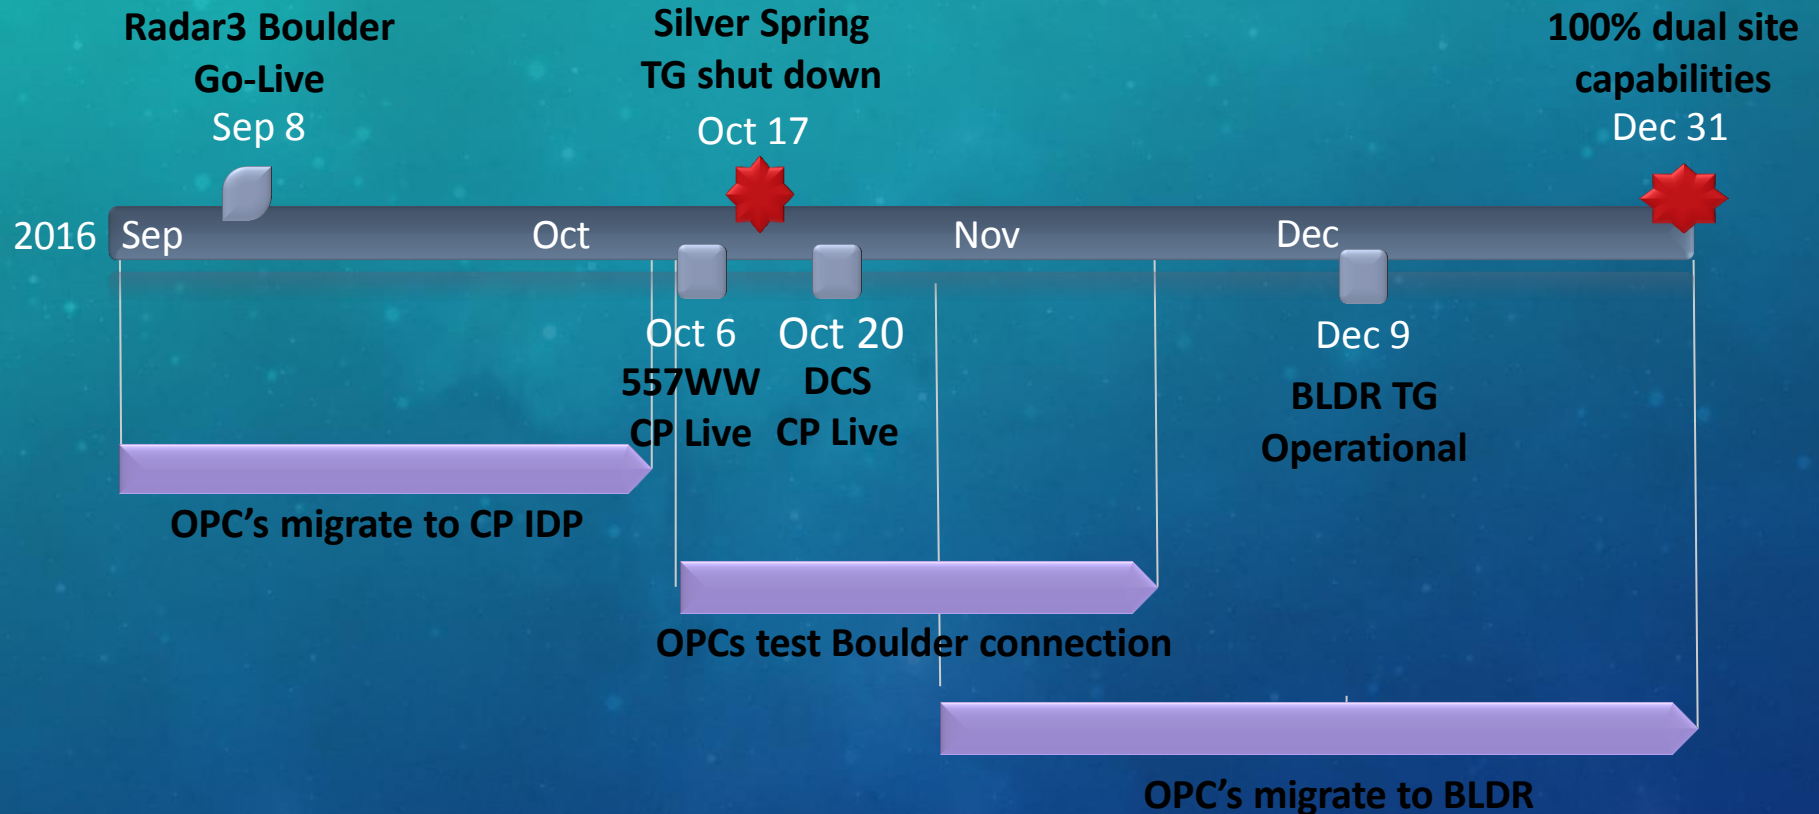 Radar3 Boulder
Go-Live
Sep 8
Silver Spring
TG shut down
Oct 17
100% dual site
capabilities
Dec 31
2016 Sep Oct Nov Dec
Oct 6
557WW
CP Live
Oct 20
DCS
CP Live
Dec 9
BLDR TG
Operational
OPC’s migrate to CP IDP
OPCs test Boulder connection
OPC’s migrate to BLDR